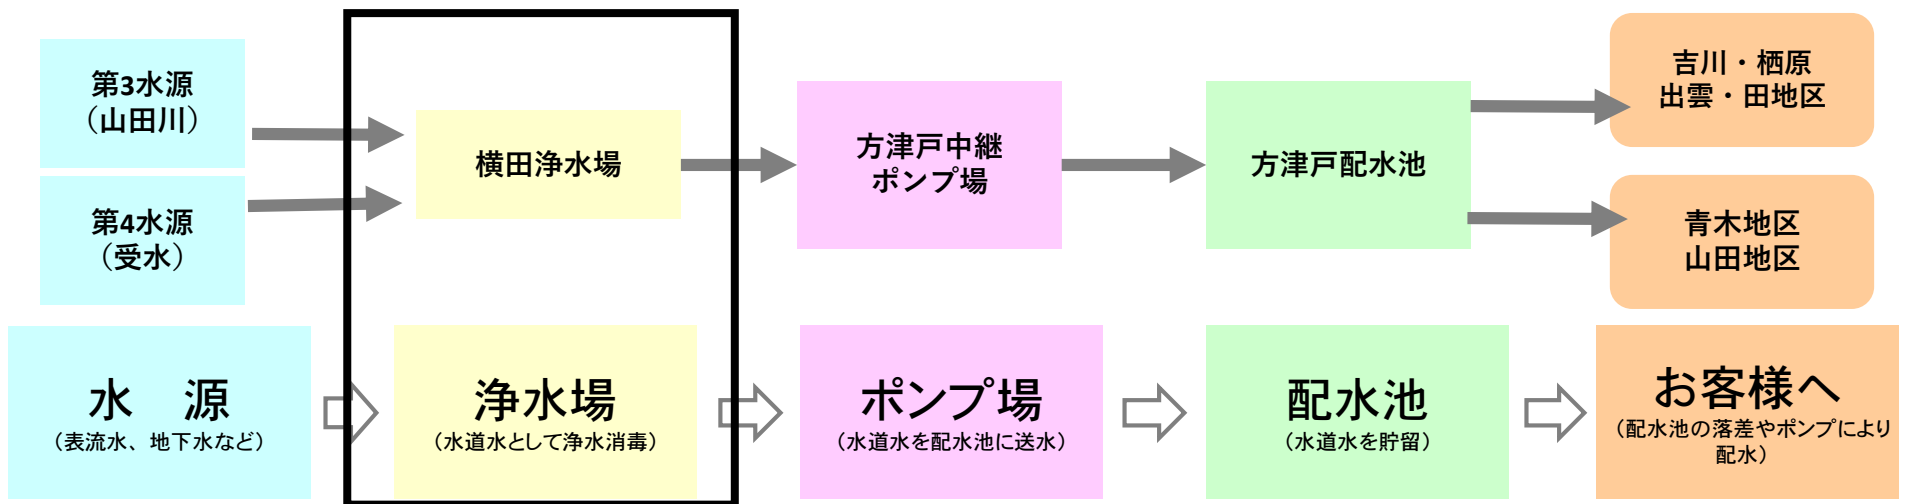 第3水源
（山田川）
第4水源
（受水）
横田浄水場
方津戸中継
ポンプ場
方津戸配水池
吉川・栖原
出雲・田地区
青木地区
山田地区
水　源
（表流水、地下水など）
浄水場
（水道水として浄水消毒）
ポンプ場
（水道水を配水池に送水）
配水池
（水道水を貯留）
お客様へ
（配水池の落差やポンプにより
配水）